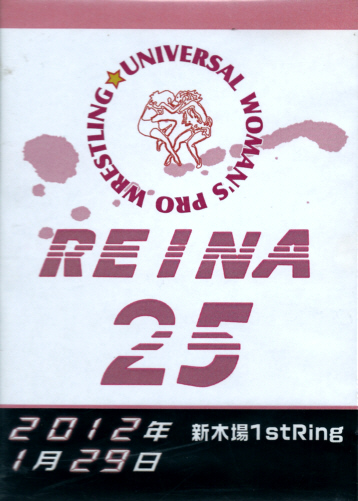 UNIVERSAL WOMAN'S PRO WRESTLING
REINA
25
2012年
1月29日
新木場1stRing